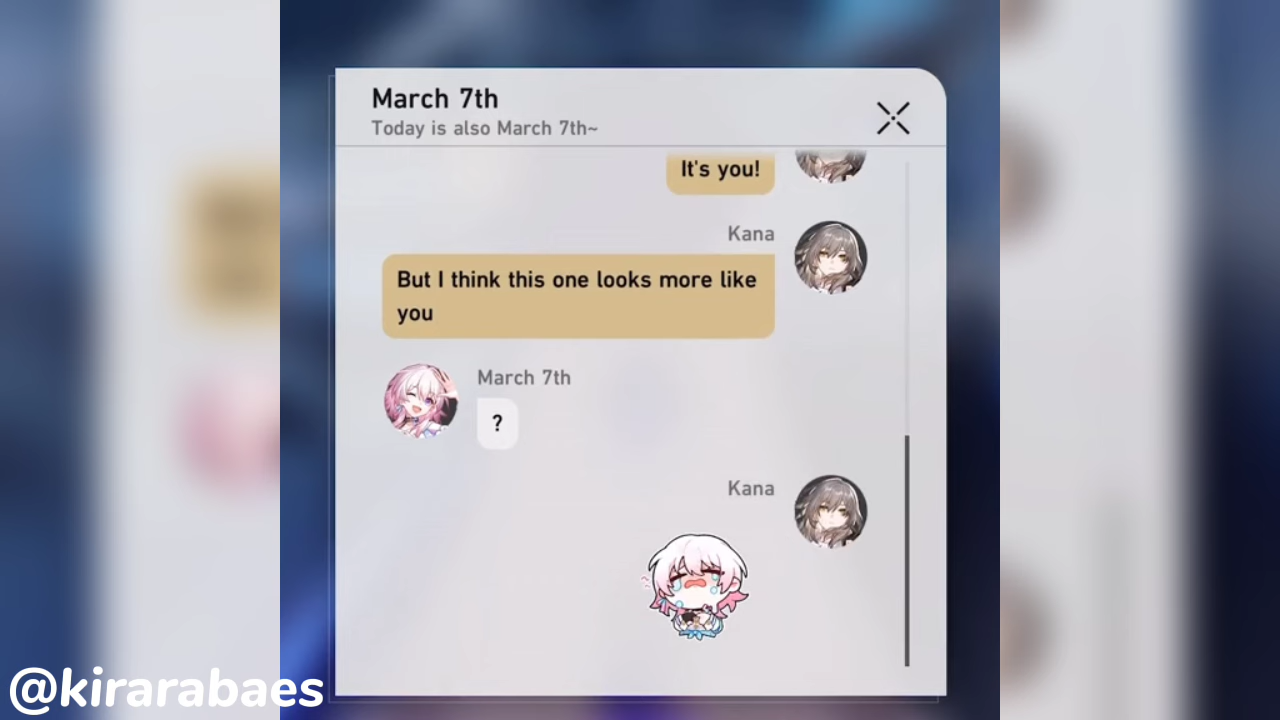 March 7th
Today is also March 7th~
It's you!
Kana
But I think this one looks more like
you
March 7th
?
Kana
@kirarabaes